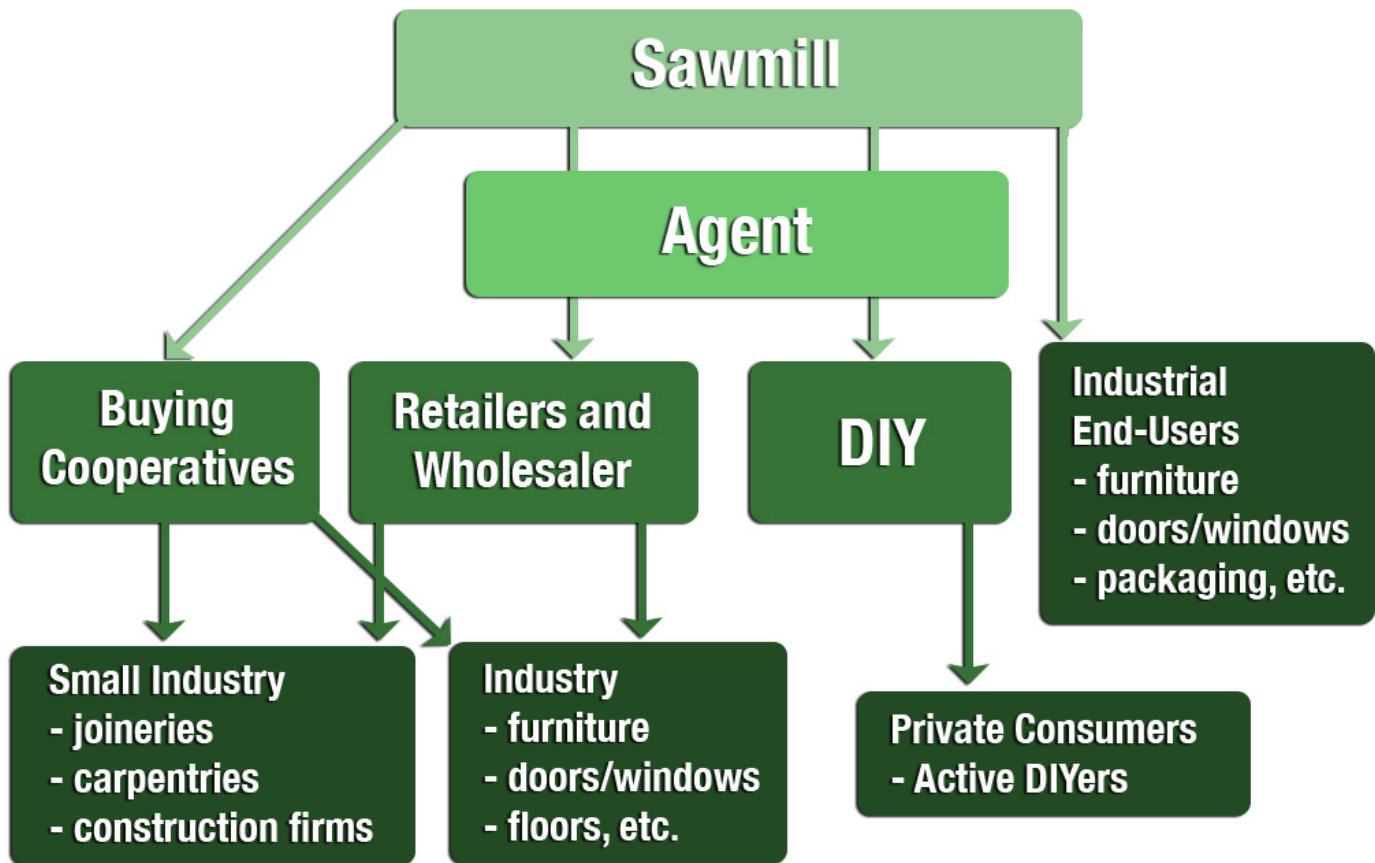 Sawmill
Agent
Buying
Cooperatives
Retailers and
Wholesaler
DIY
Industrial
End-Users
- furniture
- doors/windows
- packaging, etc.
Small Industry
- joineries
- carpentries
- construction firms
Industry
- furniture
- doors/windows
- floors, etc.
Private Consumers
- Active DIYers